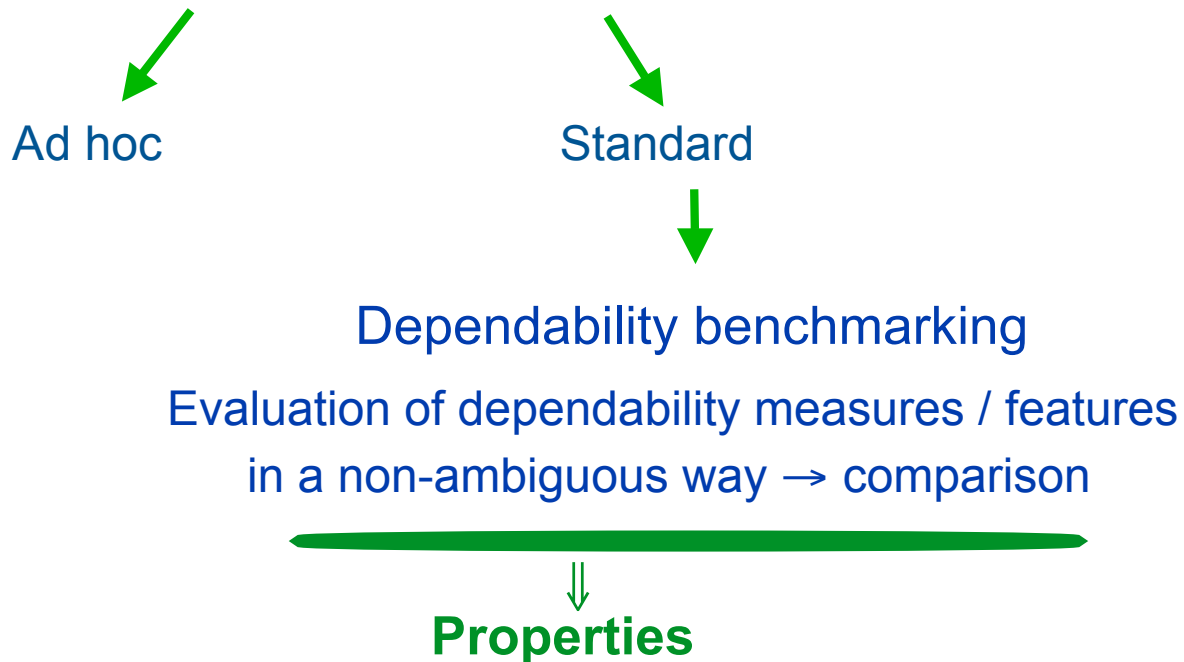 Ad hoc Standard
Dependability benchmarking
Evaluation of dependability measures / features
in a non-ambiguous way → comparison
⇓
Properties